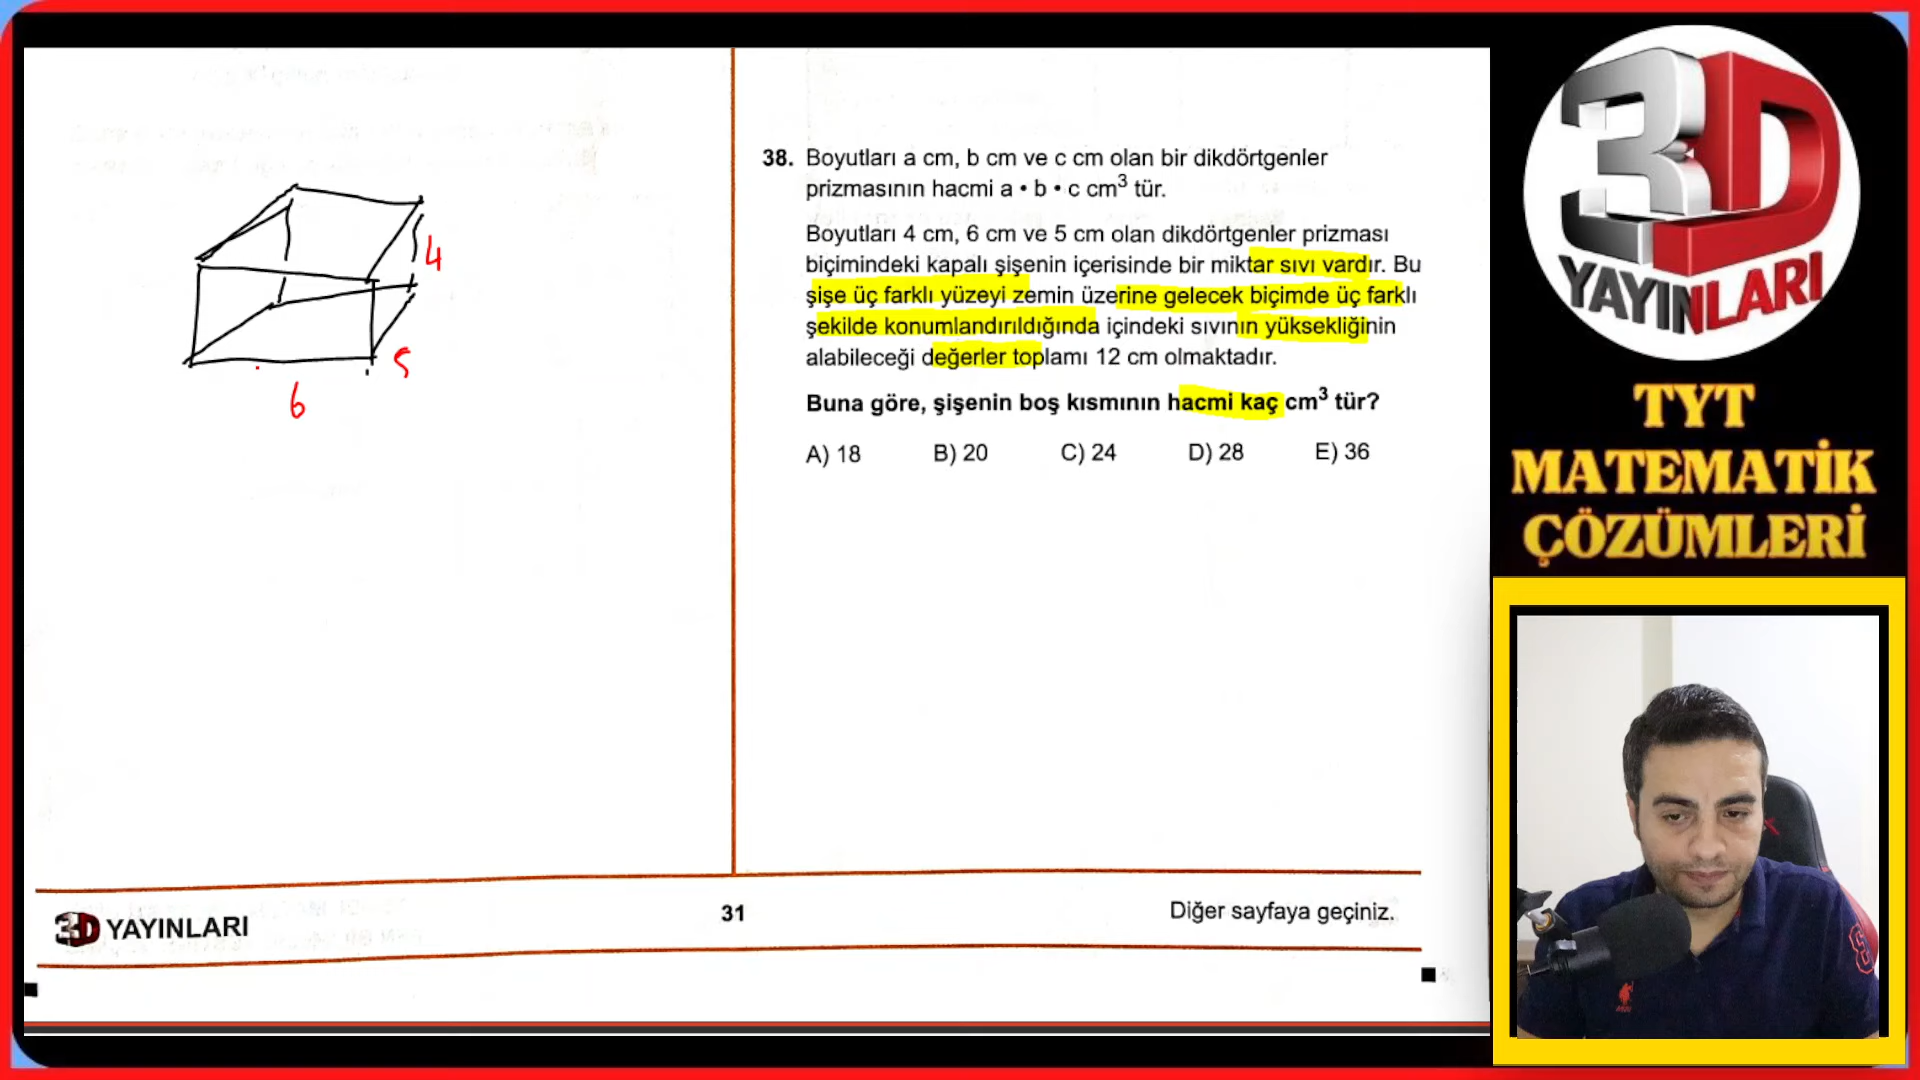 38. Boyutları a cm, b cm ve c cm olan bir dikdörtgenler
prizmasının hacmi a • b • c cm³ tür.
Boyutları 4 cm, 6 cm ve 5 cm olan dikdörtgenler prizması
biçimindeki kapalı şişenin içerisinde bir miktar sıvı vardır. Bu
şişe üç farklı yüzeyi zemin üzerine gelecek biçimde üç farklı
şekilde konumlandırıldığında içindeki sıvının yüksekliğinin
alabileceği değerler toplamı 12 cm olmaktadır.
Buna göre, şişenin boş kısmının hacmi kaç cm³ tür?
A) 18 B) 20 C) 24 D) 28 E) 36
4
5
6
3D YAYINLARI
31
Diğer sayfaya geçiniz.
3D
YAYINLARI
TYT
MATEMATİK
ÇÖZÜMLERİ